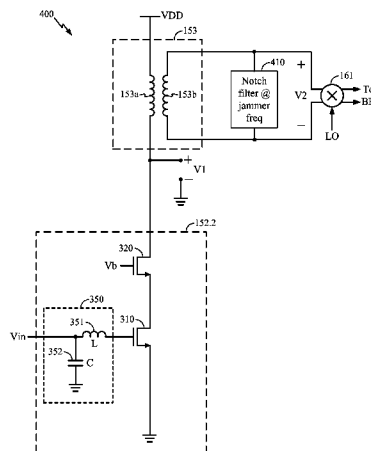 400
VDD
153
410
+
161
153a
153b
Notch
filter @
jammer
freq
V2
To
−
LO
+
V1
−
152.2
320
Vb
350
351
310
Vin
L
352
C